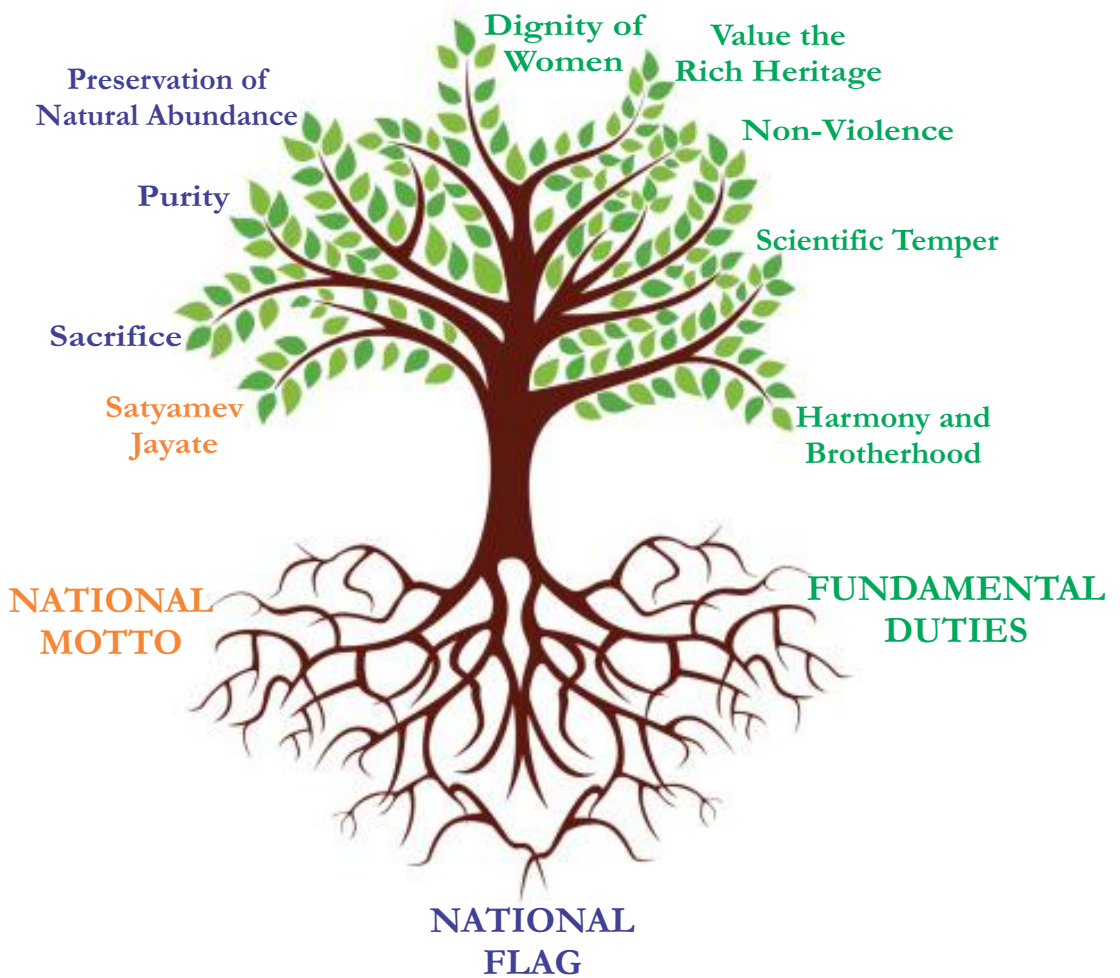 Dignity of
Women
Value the
Rich Heritage
Preservation of
Natural Abundance
Non-Violence
Purity
Scientific Temper
Sacrifice
Satyamev
Jayate
Harmony and
Brotherhood
NATIONAL
MOTTO
FUNDAMENTAL
DUTIES
NATIONAL
FLAG